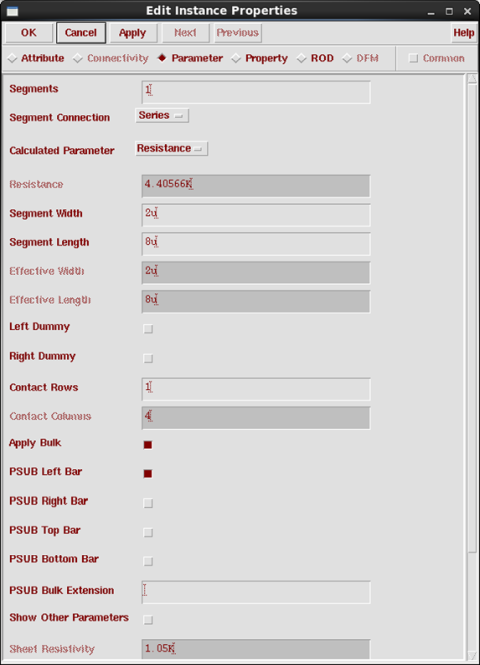 Edit Instance Properties
OK Cancel Apply Next Previous Help
Attribute Connectivity Parameter Property ROD DFM Common
Segments 1
Segment Connection Series
Calculated Parameter Resistance
Resistance 4.40566K
Segment Width 2u
Segment Length 8u
Effective Width 2u
Effective Length 8u
Left Dummy
Right Dummy
Contact Rows 1
Contact Columns 4
Apply Bulk
PSUB Left Bar
PSUB Right Bar
PSUB Top Bar
PSUB Bottom Bar
PSUB Bulk Extension
Show Other Parameters
Sheet Resistivity 1.05K